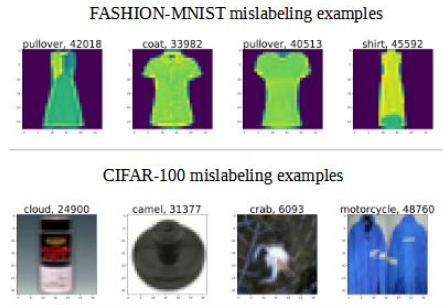 FASHION-MNIST mislabeling examples
pullover, 42018 coat, 33982 pullover, 40513 shirt, 45592
CIFAR-100 mislabeling examples
cloud, 24900 camel, 31377 crab, 6093 motorcycle, 48760